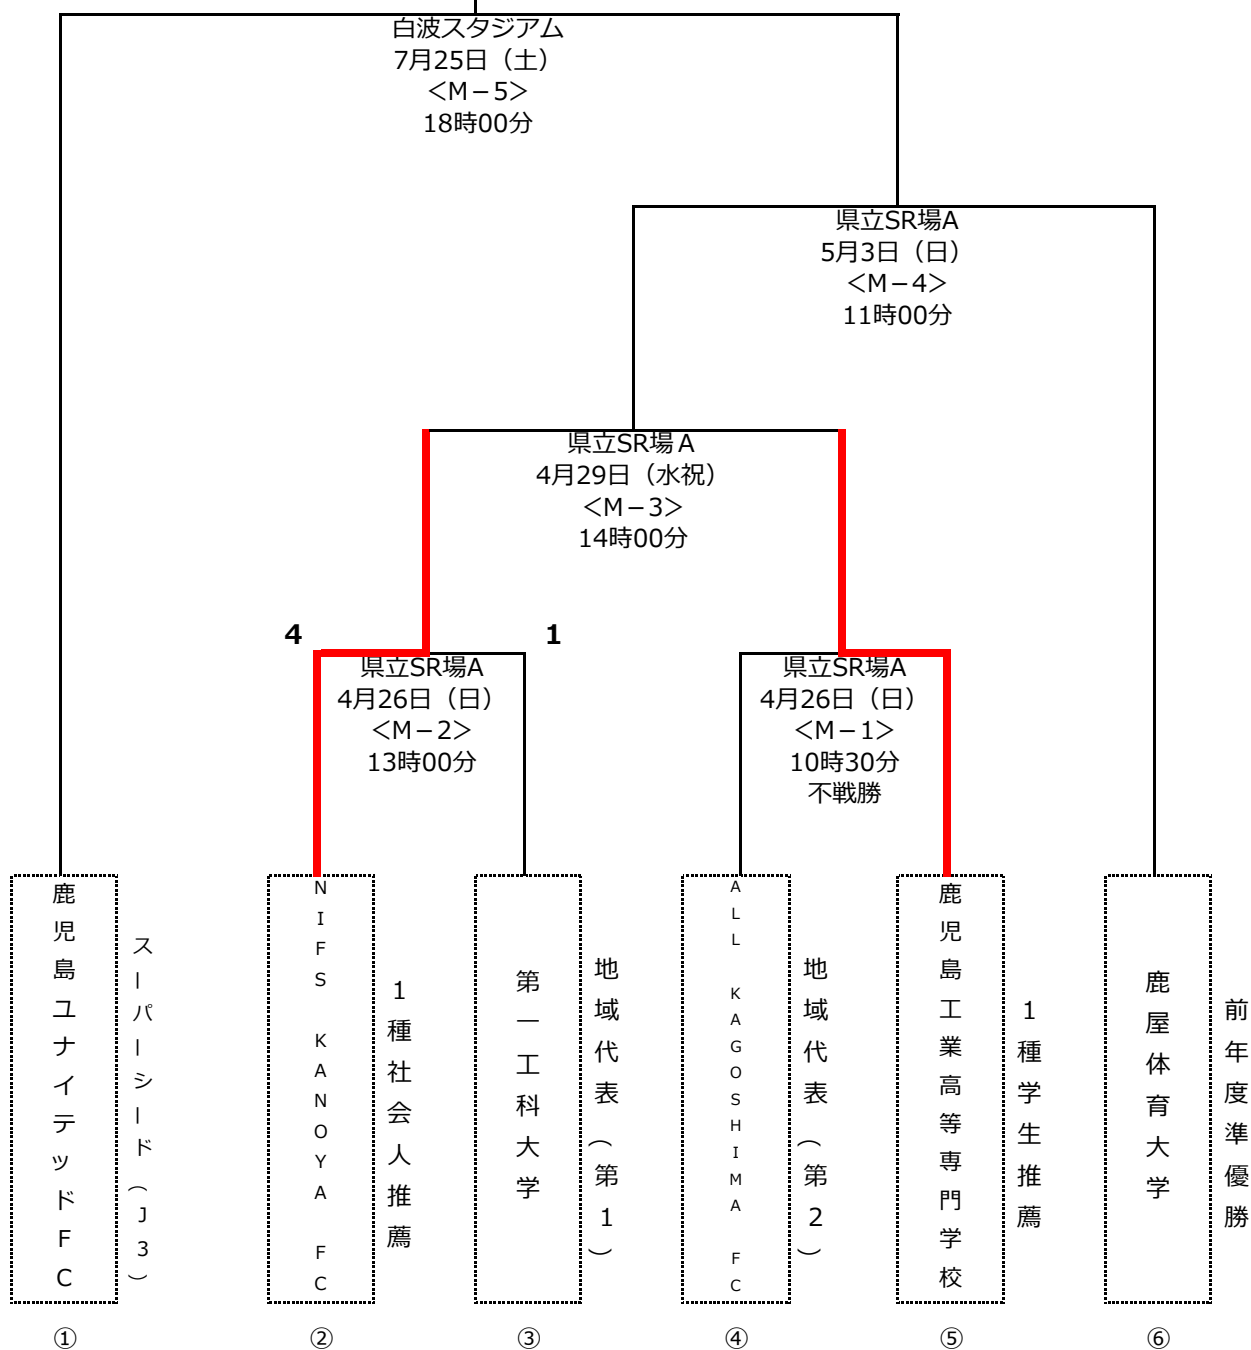 白波スタジアム
7月25日（土）
＜M－5＞
18時00分
県立SR場A
5月3日（日）
＜M－4＞
11時00分
県立SR場Ａ
4月29日（水祝）
＜M－3＞
14時00分
4
1
県立SR場A
4月26日（日）
＜M－2＞
13時00分
県立SR場A
4月26日（日）
＜M－1＞
10時30分
不戦勝
鹿児島ユナイテッドＦＣ
スーパーシード（Ｊ３）
ＮＩＦＳ　ＫＡＮＯＹＡ　ＦＣ
１種社会人推薦
第一工科大学
地域代表（第１）
ＡＬＬ　ＫＡＧＯＳＨＩＭＡ　ＦＣ
地域代表（第２）
鹿児島工業高等専門学校
１種学生推薦
鹿屋体育大学
前年度準優勝
①
②
③
④
⑤
⑥